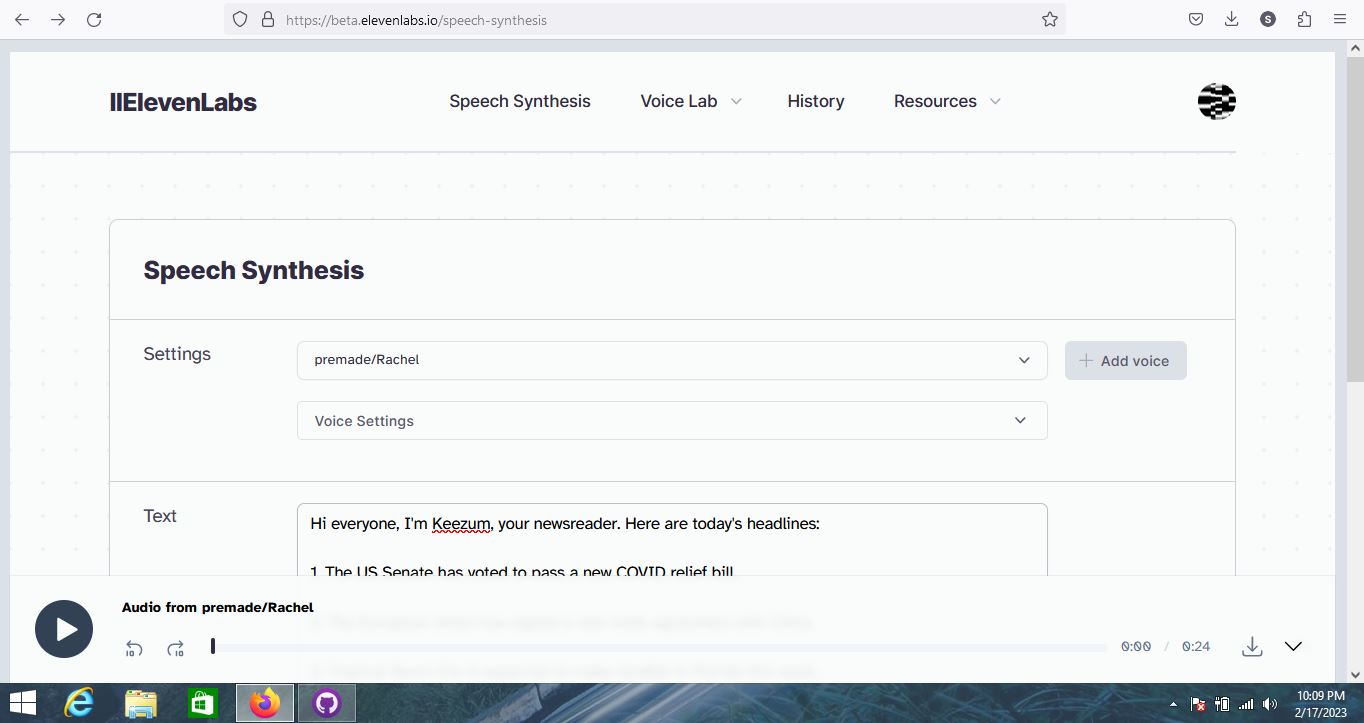 https://beta.elevenlabs.io/speech-synthesis
S
IIElevenLabs
Speech Synthesis
Voice Lab
History
Resources
Speech Synthesis
Settings
premade/Rachel
Add voice
Voice Settings
Text
Hi everyone, I'm Keezum, your newsreader. Here are today's headlines:
1. The US Senate has voted to pass a new COVID relief bill
Audio from premade/Rachel
10
10
0:00 / 0:24
10:09 PM
2/17/2023